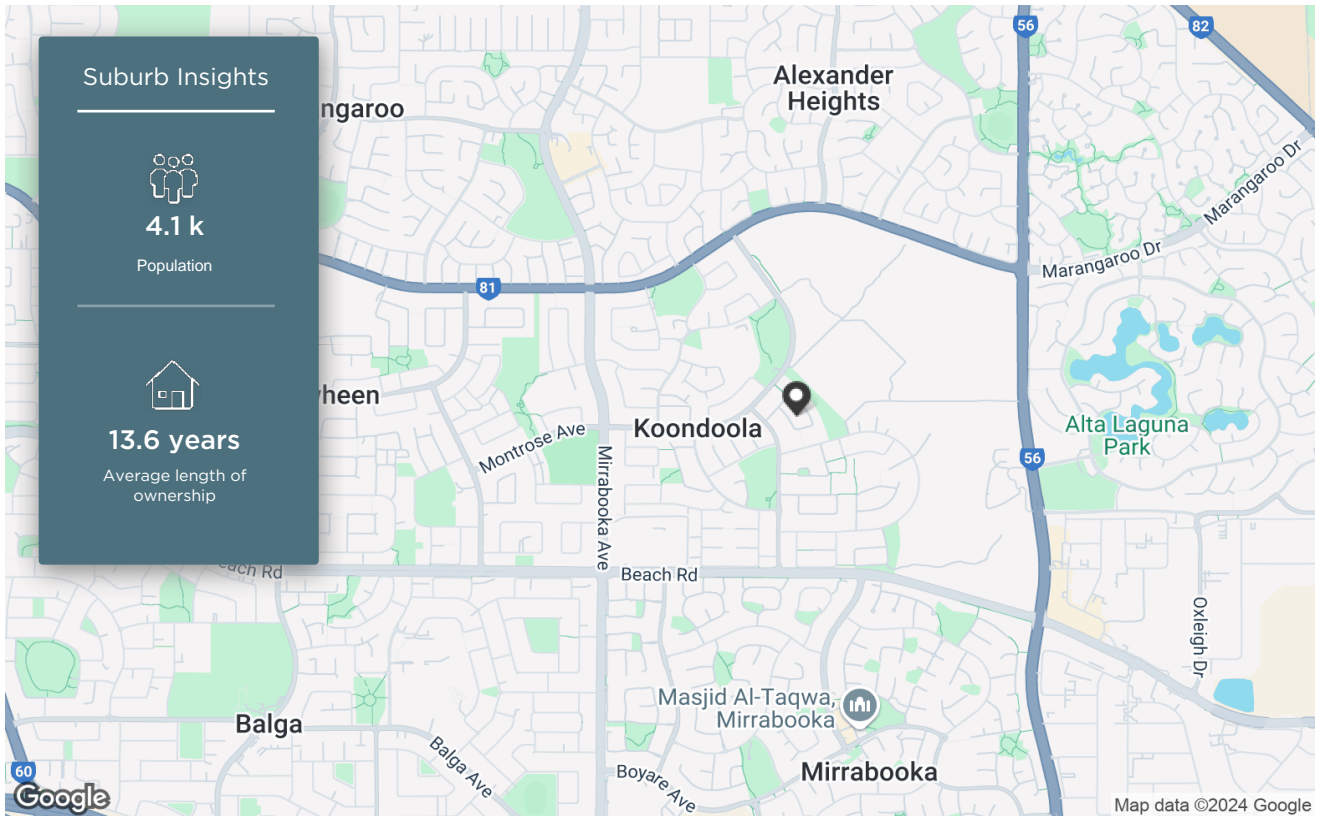 Suburb Insights
4.1 k
Population
13.6 years
Average length of
ownership
ngaroo
Alexander
Heights
56
82
Marangaroo Dr
Marangaroo Dr
81
heen
Koondoola
Montrose Ave
Mirrabooka Ave
Alta Laguna
Park
56
ach Rd
Beach Rd
Oxleigh Dr
Masjid Al-Taqwa,
Mirrabooka
Balga
Balga Ave
Boyare Ave
Mirrabooka
60
Google
Map data ©2024 Google